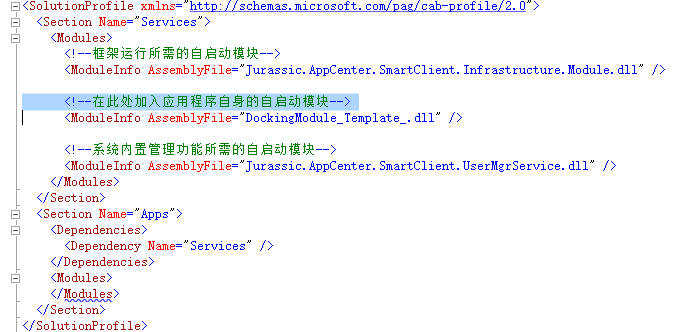 <SolutionProfile xmlns="http://schemas.microsoft.com/pag/cab-profile/2.0">
<Section Name="Services">
<Modules>
<!--框架运行所需的自启动模块-->
<ModuleInfo AssemblyFile="Jurassic.AppCenter.SmartClient.Infrastructure.Module.dll" />
<!--在此处加入应用程序自身的自启动模块-->
<ModuleInfo AssemblyFile="DockingModule_Template_.dll" />
<!--系统内置管理功能所需的自启动模块-->
<ModuleInfo AssemblyFile="Jurassic.AppCenter.SmartClient.UserMgrService.dll" />
</Modules>
</Section>
<Section Name="Apps">
<Dependencies>
<Dependency Name="Services" />
</Dependencies>
<Modules>
</Modules>
</Section>
</SolutionProfile>